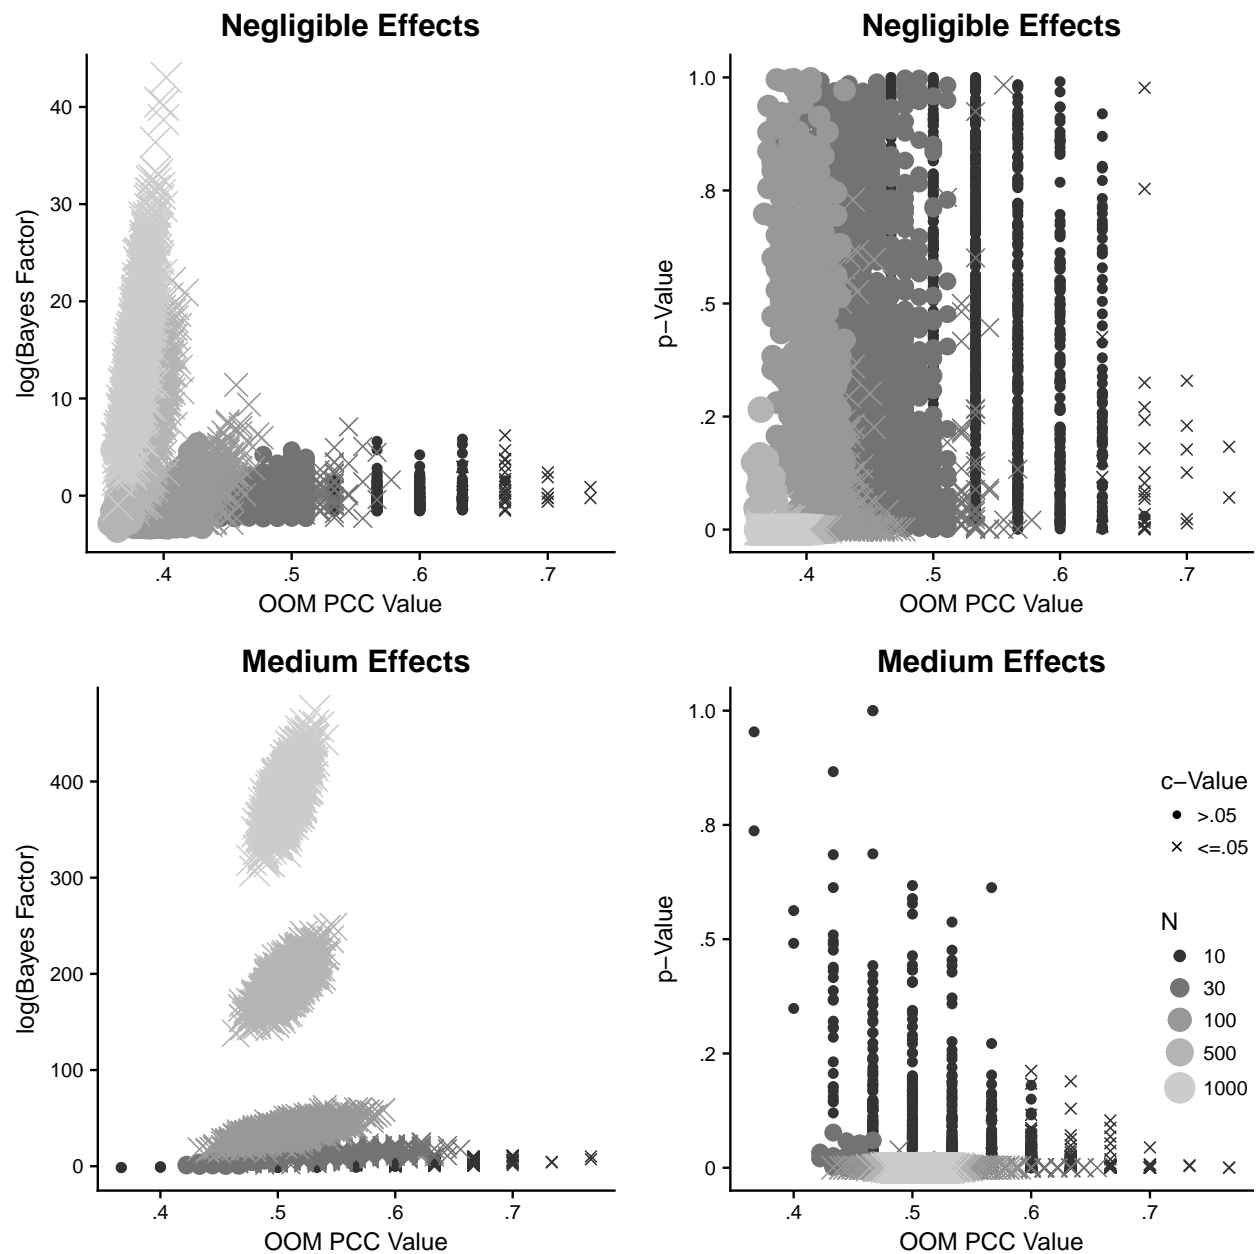 Negligible Effects
log(Bayes Factor)
40
30
20
10
0
.4 .5 .6 .7
OOM PCC Value
Negligible Effects
p−Value
1.0
.8
.5
.2
0
.4 .5 .6 .7
OOM PCC Value
Medium Effects
log(Bayes Factor)
400
300
200
100
0
.4 .5 .6 .7
OOM PCC Value
Medium Effects
p−Value
1.0
.8
.5
.2
0
.4 .5 .6 .7
OOM PCC Value
c−Value
>.05
<=.05
N
10
30
100
500
1000